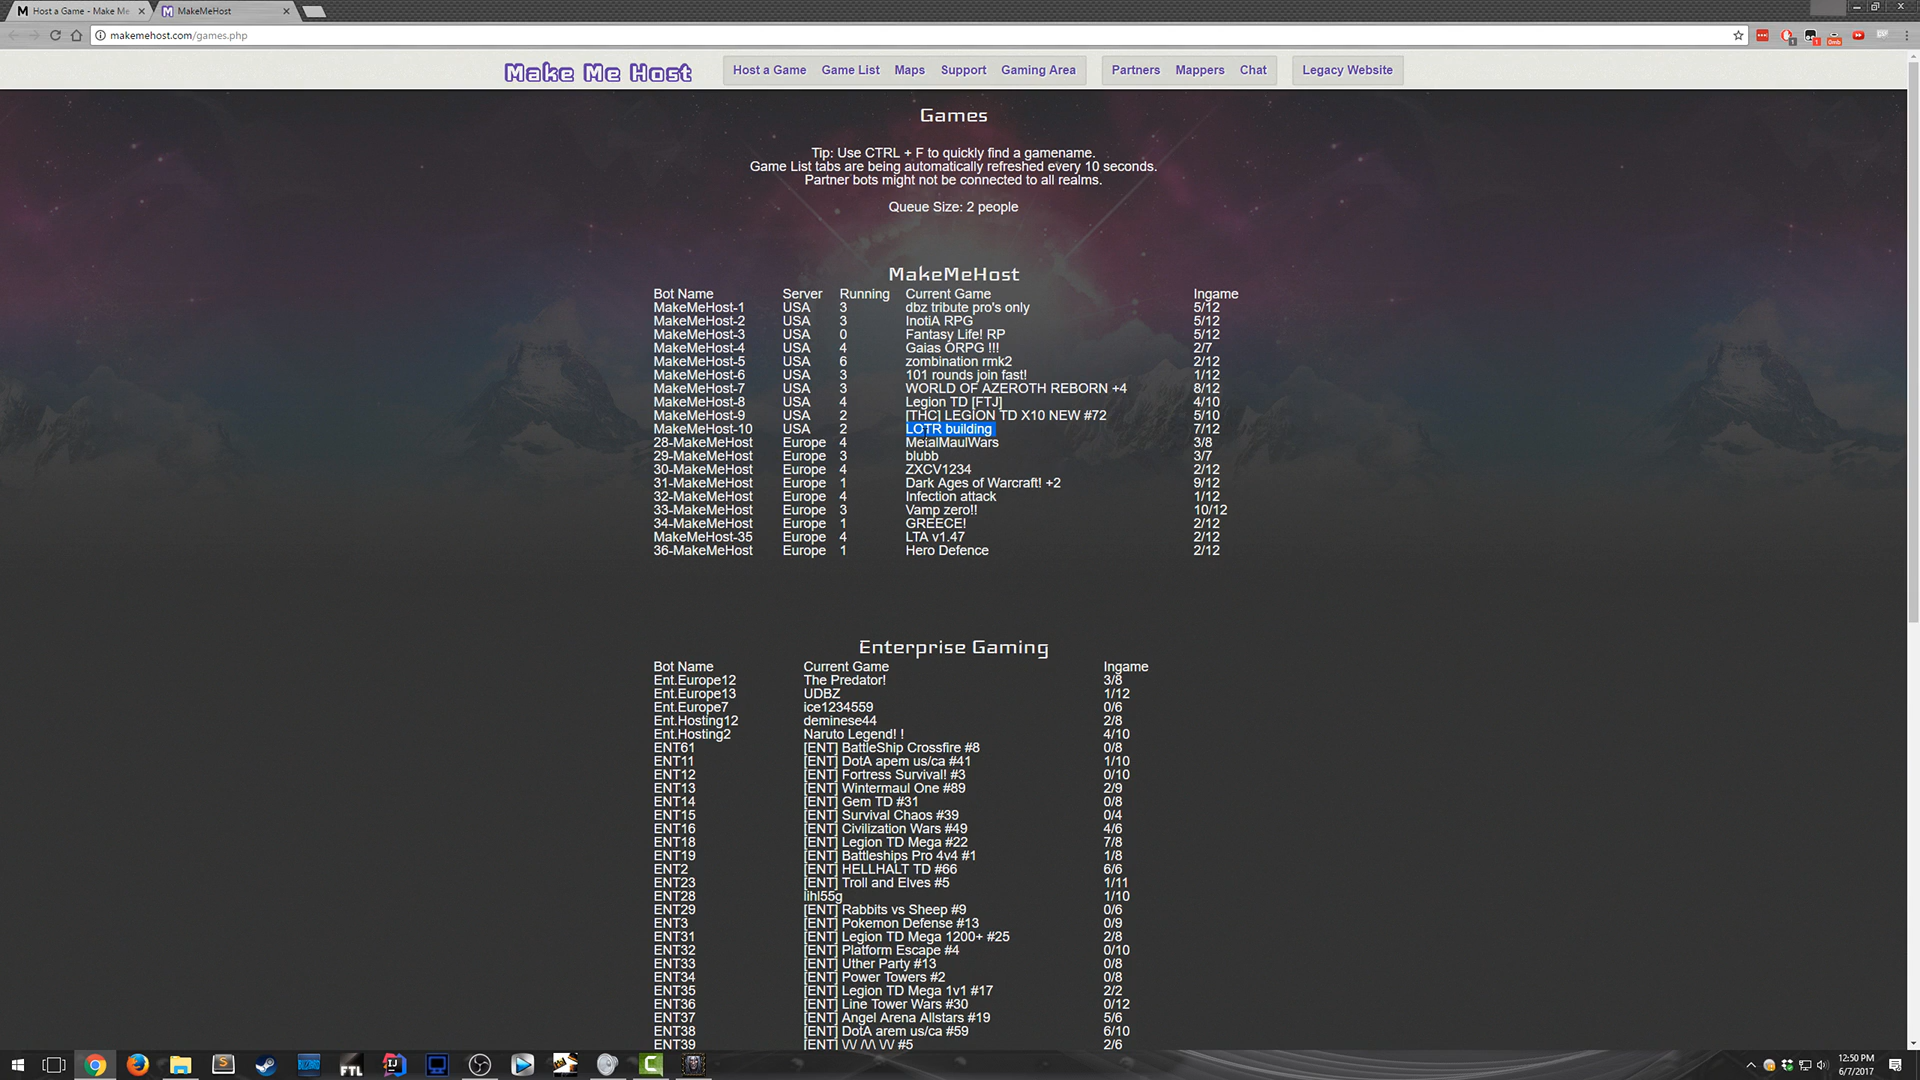 Host a Game - Make Me
MakeMeHost
makemehost.com/games.php
Make Me Host
Host a Game Game List Maps Support Gaming Area Partners Mappers Chat Legacy Website
Games
Tip: Use CTRL + F to quickly find a gamename.
Game List tabs are being automatically refreshed every 10 seconds.
Partner bots might not be connected to all realms.
Queue Size: 2 people
MakeMeHost
Bot Name Server Running Current Game Ingame
MakeMeHost-1 USA 3 dbz tribute pro's only 5/12
MakeMeHost-2 USA 3 InotiA RPG 5/12
MakeMeHost-3 USA 0 Fantasy Life! RP 5/12
MakeMeHost-4 USA 4 Gaias ORPG !!! 2/7
MakeMeHost-5 USA 6 zombination rmk2 2/12
MakeMeHost-6 USA 3 101 rounds join fast! 1/12
MakeMeHost-7 USA 3 WORLD OF AZEROTH REBORN +4 8/12
MakeMeHost-8 USA 4 Legion TD [FTJ] 4/10
MakeMeHost-9 USA 2 [THC] LEGION TD X10 NEW #72 5/10
MakeMeHost-10 USA 2 LOTR building 7/12
28-MakeMeHost Europe 4 MetalMaulWars 3/8
29-MakeMeHost Europe 3 blubb 3/7
30-MakeMeHost Europe 4 ZXCV1234 2/12
31-MakeMeHost Europe 1 Dark Ages of Warcraft! +2 9/12
32-MakeMeHost Europe 4 Infection attack 1/12
33-MakeMeHost Europe 3 Vamp zero!! 10/12
34-MakeMeHost Europe 1 GREECE! 2/12
MakeMeHost-35 Europe 4 LTA v1.47 2/12
36-MakeMeHost Europe 1 Hero Defence 2/12
Enterprise Gaming
Bot Name Current Game Ingame
Ent.Europe12 The Predator! 3/8
Ent.Europe13 UDBZ 1/12
Ent.Europe7 ice1234559 0/6
Ent.Hosting12 deminese44 2/8
Ent.Hosting2 Naruto Legend! ! 4/10
ENT61 [ENT] BattleShip Crossfire #8 0/8
ENT11 [ENT] DotA apem us/ca #41 1/10
ENT12 [ENT] Fortress Survival! #3 0/10
ENT13 [ENT] Wintermaul One #89 2/9
ENT14 [ENT] Gem TD #31 0/8
ENT15 [ENT] Survival Chaos #39 0/4
ENT16 [ENT] Civilization Wars #49 4/6
ENT18 [ENT] Legion TD Mega #22 7/8
ENT19 [ENT] Battleships Pro 4v4 #1 1/8
ENT2 [ENT] HELLHALT TD #66 6/6
ENT23 [ENT] Troll and Elves #5 1/11
ENT28 lihl55g 1/10
ENT29 [ENT] Rabbits vs Sheep #9 0/6
ENT3 [ENT] Pokemon Defense #13 0/9
ENT31 [ENT] Legion TD Mega 1200+ #25 2/8
ENT32 [ENT] Platform Escape #4 0/10
ENT33 [ENT] Uther Party #13 0/8
ENT34 [ENT] Power Towers #2 0/8
ENT35 [ENT] Legion TD Mega 1v1 #17 2/2
ENT36 [ENT] Line Tower Wars #30 0/12
ENT37 [ENT] Angel Arena Allstars #19 5/6
ENT38 [ENT] DotA arem us/ca #59 6/10
ENT39 [ENT] \/\/ /\/\ \/\/ #5 2/6
FTL
12:50 PM
6/7/2017